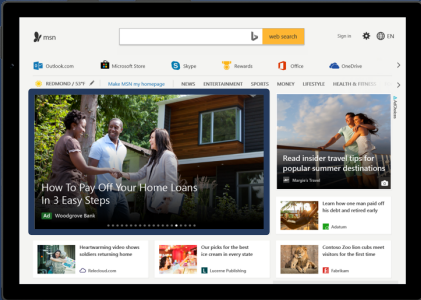 msn
web search
Sign in
EN
Outlook.com
Microsoft Store
Skype
Rewards
Office
OneDrive
REDMOND / 57°F
Make MSN my homepage
NEWS
ENTERTAINMENT
SPORTS
MONEY
LIFESTYLE
HEALTH & FITNESS
How To Pay Off Your Home Loans
In 3 Easy Steps
Ad Woodgrove Bank
Read insider travel tips for
popular summer destinations
Margie's Travel
AdChoices
Learn how one man paid off
his debt and retired early
Adatum
Heartwarming video shows
soldiers returning home
Relecloud.com
Our picks for the best
ice cream in every state
Lucerne Publishing
Contoso Zoo lion cubs meet
visitors for the first time
Fabrikam